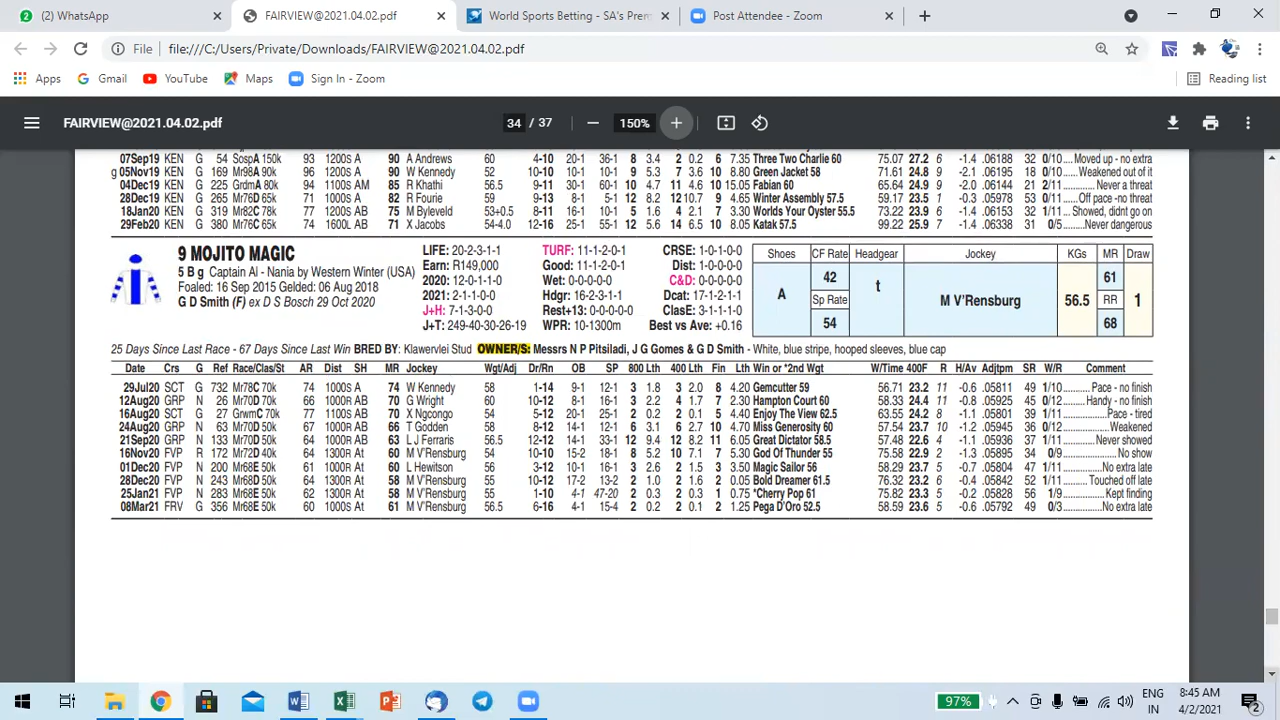 (2) WhatsApp
FAIRVIEW@2021.04.02.pdf
World Sports Betting - SA's Prem
Post Attendee - Zoom
File
file:///C:/Users/Private/Downloads/FAIRVIEW@2021.04.02.pdf
Apps Gmail YouTube Maps Sign In - Zoom
Reading list
FAIRVIEW@2021.04.02.pdf
34 / 37
150%
07Sep19 KEN G 54 SospA 150k 93 1200S AB 90 A Andrews 60 4-10 20-1 36-1 8 3.4 2 0.2 6 7.35 Three Two Charlie 60 75.07 27.2 6 -1.4 .06188 32 0/10 .... Moved up - no extra
g 05Nov19 KEN G 169 Mr96A 90k 96 1200S AB 90 W Kennedy 52 10-10 10-1 10-1 9 5.3 7 3.6 10 8.80 Green Jacket 58 71.61 24.8 9 -2.1 .06195 18 0/10 ..... Weakened out of it
04Dec19 KEN G 225 GrdmA 80k 94 1100S AM 85 R Khathi 56.5 9-11 30-1 60-1 10 4.7 11 4.6 10 15.05 Fabian 60 65.64 24.9 9 -2.0 .06144 21 2/11 ............ Never a threat
28Dec19 KEN G 265 Mr76D 65k 71 1000S A 82 R Fourie 59 9-13 8-1 5-1 12 8.2 12 10.7 9 4.65 Winter Assembly 57.5 59.17 23.5 1 -0.3 .05978 53 0/11 ... Off pace -no threat
18Jan20 KEN G 319 Mr82C 78k 77 1200S AB 75 M Byleveld 53+0.5 8-11 16-1 10-1 5 1.6 4 2.1 7 3.30 Worlds Your Oyster 55.5 73.22 23.9 6 -1.4 .06153 32 1/11 .. Showed, didnt go on
29Feb20 KEN G 380 Mr76C 65k 74 1600L AB 71 X Jacobs 54-4.0 12-16 25-1 55-1 12 5.6 14 6.5 10 8.05 Katak 57.5 99.22 25.9 7 -1.4 .06338 31 0/5 ........... Never dangerous
9 MOJITO MAGIC
5 B g Captain Al - Nania by Western Winter (USA)
Foaled: 16 Sep 2015 Gelded: 06 Aug 2018
G D Smith (F) ex D S Bosch 29 Oct 2020
LIFE: 20-2-3-1-1 TURF: 11-1-2-0-1 CRSE: 1-0-1-0-0
Earn: R149,000 Good: 11-1-2-0-1 Dist: 1-0-0-0-0
2020: 12-0-1-1-0 Wet: 0-0-0-0-0 C&D: 0-0-0-0-0
2021: 2-1-1-0-0 Hdgr: 16-2-3-1-1 Dcat: 17-1-2-1-1
J+H: 7-1-3-0-0 Rest+13: 0-0-0-0-0 ClasE: 3-1-1-1-0
J+T: 249-40-30-26-19 WPR: 10-1300m Best vs Ave: +0.16
Shoes CF Rate Headgear Jockey KGs MR Draw
A 42 t M V'Rensburg 56.5 61 1
Sp Rate RR
54 68
25 Days Since Last Race - 67 Days Since Last Win BRED BY: Klawervlei Stud OWNER/S: Messrs N P Pitsiladi, J G Gomes & G D Smith - White, blue stripe, hooped sleeves, blue cap
Date Crs G Ref Race/Clas/St AR Dist SH MR Jockey Wgt/Adj Dr/Rn OB SP 800 Lth 400 Lth Fin Lth Win or *2nd Wgt W/Time 400F R H/Av Adjtpm SR W/R Comment
29Jul20 SCT G 732 Mr78C 70k 74 1000S A 74 W Kennedy 58 1-14 9-1 12-1 3 1.8 3 2.0 8 4.20 Gemcutter 59 56.71 23.2 11 -0.6 .05811 49 1/10 .......... Pace - no finish
12Aug20 GRP N 26 Mr70D 70k 66 1000R AB 70 G Wright 60 10-12 8-1 16-1 3 2.2 4 1.7 7 2.30 Hampton Court 60 58.33 24.4 11 -0.8 .05925 45 0/12 ......... Handy - no finish
16Aug20 SCT G 27 GrwmC 70k 77 1100S AB 74 X Ngcongo 54 5-12 20-1 25-1 2 0.2 2 0.1 5 4.40 Enjoy The View 62.5 63.55 24.2 8 -1.1 .05801 39 1/11 ................ Pace - tired
24Aug20 GRP N 63 Mr70D 50k 67 1000R AB 66 T Godden 58 8-12 14-1 12-1 6 3.1 6 2.7 10 4.70 Miss Generosity 60 57.54 23.7 10 -1.2 .05945 36 0/12 ................. Weakened
21Sep20 GRP N 133 Mr70D 50k 64 1000R AB 63 L J Ferraris 56.5 12-12 14-1 33-1 12 9.4 12 8.2 11 6.05 Great Dictator 58.5 57.48 22.6 4 -1.1 .05936 37 1/11 ............. Never showed
16Nov20 FVP R 172 Mr72D 40k 64 1300R At 60 M V'Rensburg 54 10-10 15-2 18-1 8 5.2 10 7.1 7 5.30 God Of Thunder 55 75.58 22.9 2 -1.3 .05895 34 0/9 .................... No show
01Dec20 FVP N 200 Mr68E 50k 61 1000R At 60 L Hewitson 56 3-12 10-1 16-1 3 2.6 2 1.5 3 3.50 Magic Sailor 56 58.29 23.7 5 -0.7 .05804 47 1/11 .............. No extra late
28Dec20 FVP N 243 Mr68E 50k 64 1300R At 58 M V'Rensburg 55 10-12 17-2 13-2 2 1.0 2 1.6 2 0.05 Bold Dreamer 61.5 76.32 23.2 6 -0.4 .05842 52 1/11 ........... Touched off late
25Jan21 FVP N 283 Mr68E 50k 62 1300R At 58 M V'Rensburg 55 1-10 4-1 47-20 2 0.3 2 0.3 1 0.75 *Cherry Pop 61 75.82 23.3 5 -0.2 .05828 56 1/9 ............... Kept finding
08Mar21 FRV G 356 Mr68E 50k 60 1000S At 61 M V'Rensburg 56.5 6-16 4-1 15-4 2 0.2 2 0.1 2 1.25 Pega D'Oro 52.5 58.59 23.6 5 -0.6 .05792 49 0/3 ............... No extra late
97%
ENG
IN
8:45 AM
4/2/2021
2